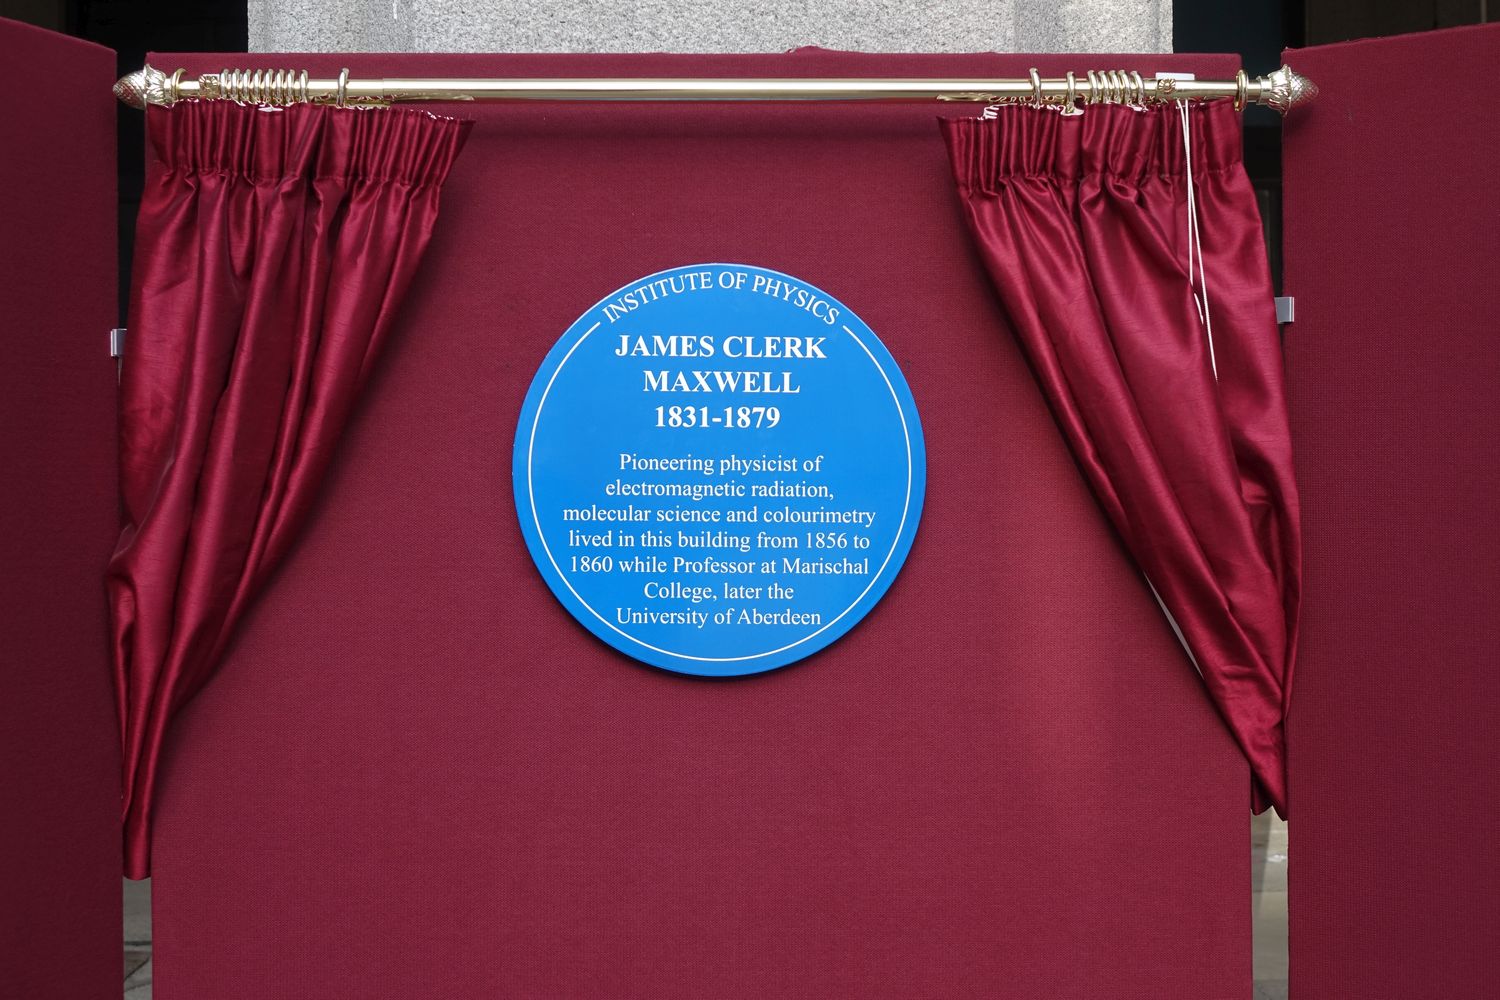 INSTITUTE OF PHYSICS
JAMES CLERK
MAXWELL
1831-1879
Pioneering physicist of
electromagnetic radiation,
molecular science and colourimetry
lived in this building from 1856 to
1860 while Professor at Marischal
College, later the
University of Aberdeen